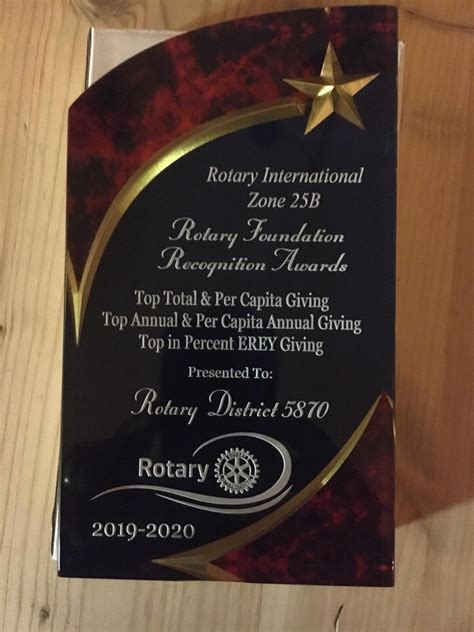 Rotary International
Zone 25B
Rotary Foundation
Recognition Awards
Top Total & Per Capita Giving
Top Annual & Per Capita Annual Giving
Top in Percent EREY Giving
Presented To:
Rotary District 5870
Rotary
2019-2020